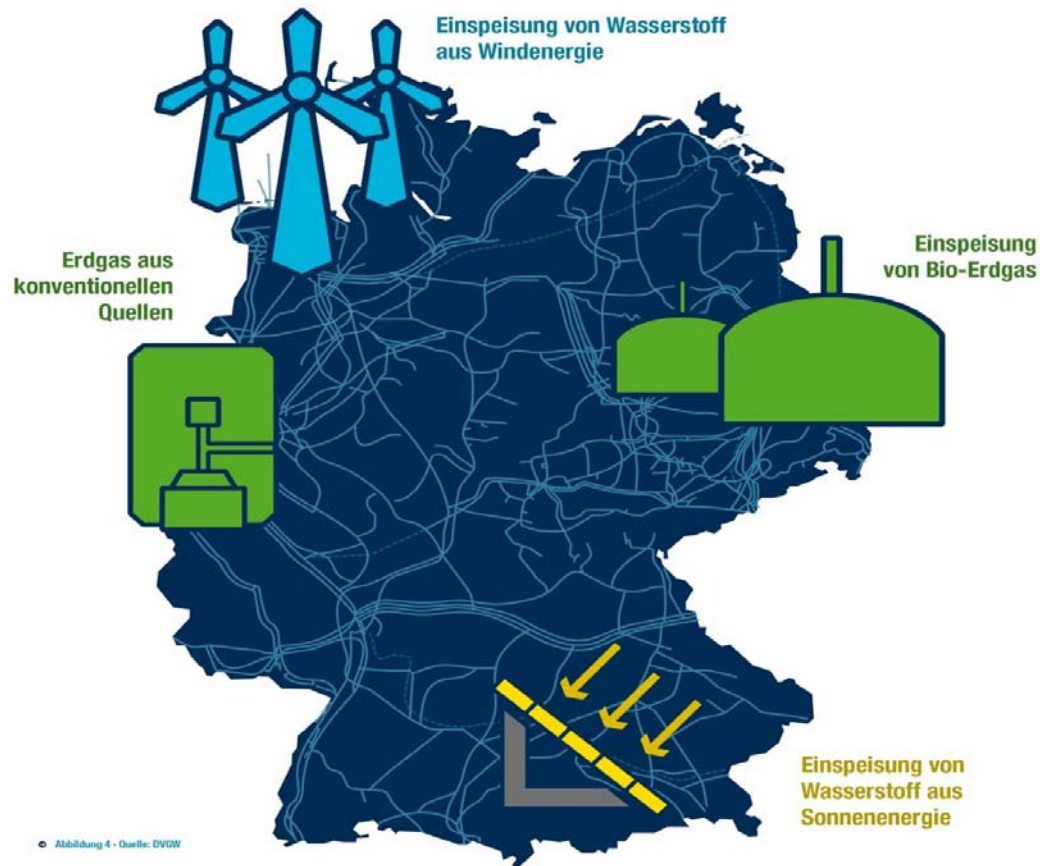 Einspeisung von Wasserstoff
aus Windenergie
Erdgas aus
konventionellen
Quellen
Einspeisung
von Bio-Erdgas
Einspeisung von
Wasserstoff aus
Sonnenenergie
© Abbildung 4 - Quelle: DVGW